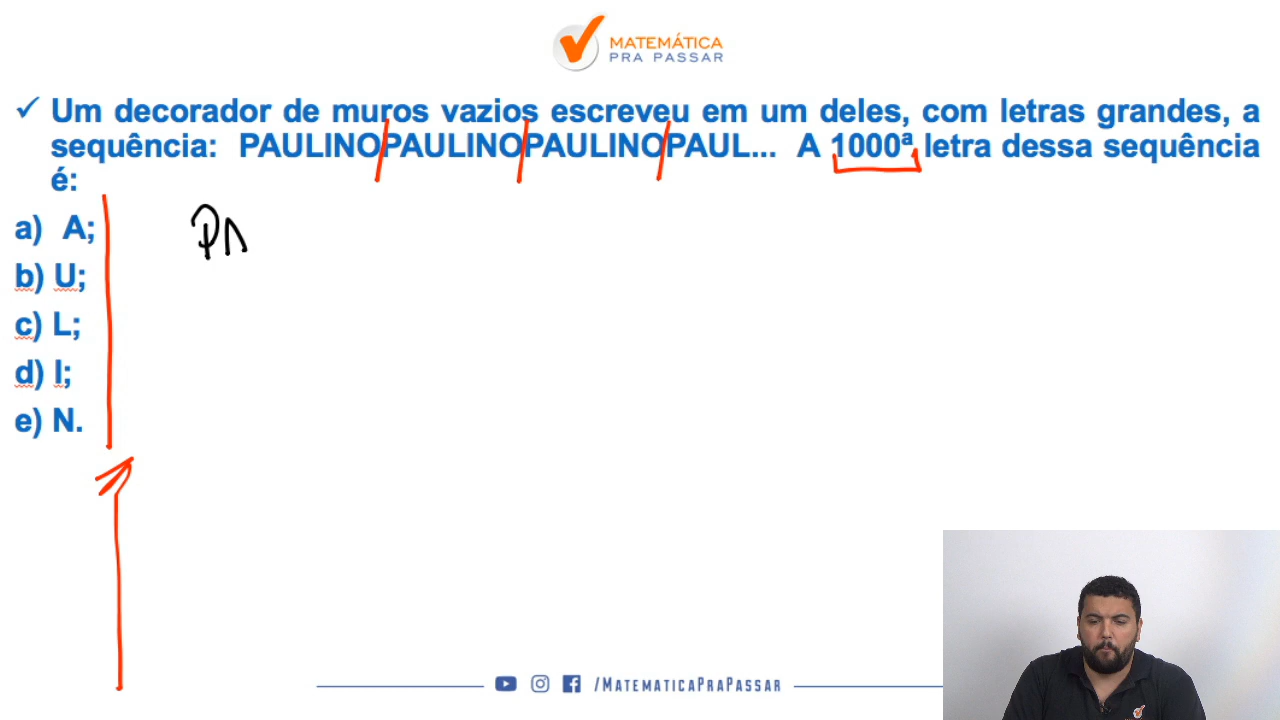 MATEMÁTICA
PRA PASSAR
✓ Um decorador de muros vazios escreveu em um deles, com letras grandes, a
sequência: PAULINOPAULINOPAULINOPAUL... A 1000ª letra dessa sequência
é:
a) A;
PA
b) U;
c) L;
d) I;
e) N.
/MATEMATICAPRAPASSAR